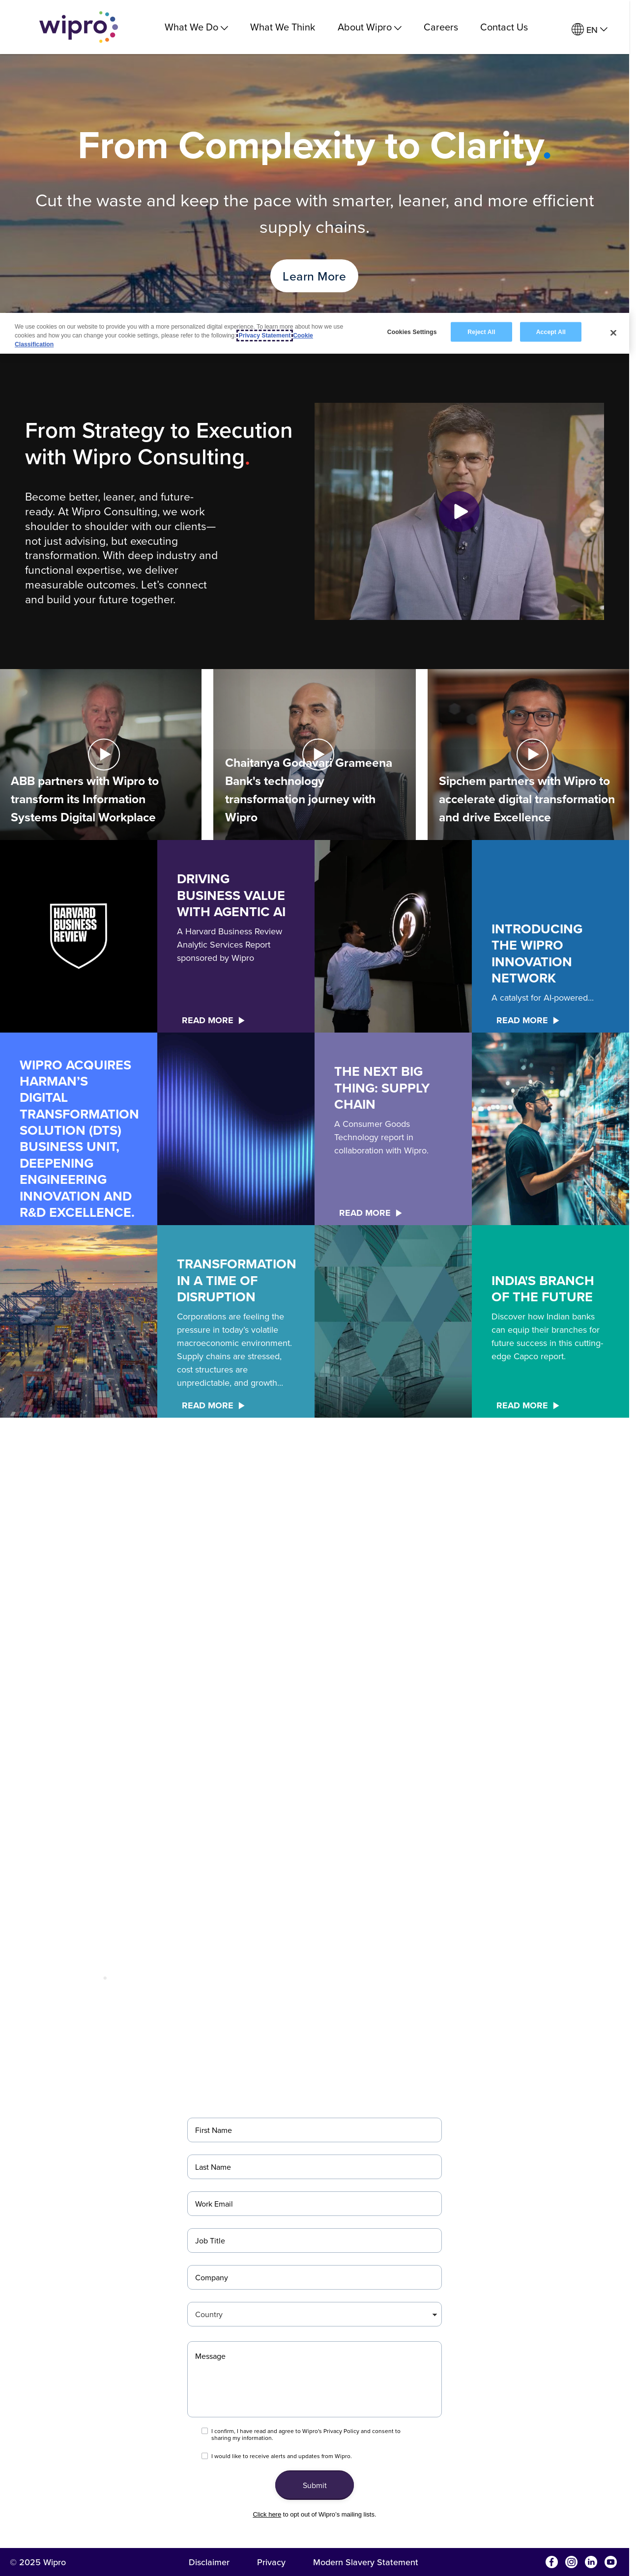 wipro
What We Do
What We Think
About Wipro
Careers
Contact Us
EN
From Complexity to Clarity.
Cut the waste and keep the pace with smarter, leaner, and more efficient
supply chains.
Learn More
We use cookies on our website to provide you with a more personalized digital experience. To learn more about how we use
cookies and how you can change your cookie settings, please refer to the following : Privacy Statement Cookie
Classification
Cookies Settings
Reject All
Accept All
From Strategy to Execution
with Wipro Consulting.
Become better, leaner, and future-
ready. At Wipro Consulting, we work
shoulder to shoulder with our clients—
not just advising, but executing
transformation. With deep industry and
functional expertise, we deliver
measurable outcomes. Let's connect
and build your future together.
ABB partners with Wipro to
transform its Information
Systems Digital Workplace
Chaitanya Godavari Grameena
Bank's technology
transformation journey with
Wipro
Sipchem partners with Wipro to
accelerate digital transformation
and drive Excellence
HARVARD
BUSINESS
REVIEW
DRIVING
BUSINESS VALUE
WITH AGENTIC AI
A Harvard Business Review
Analytic Services Report
sponsored by Wipro
READ MORE
INTRODUCING
THE WIPRO
INNOVATION
NETWORK
A catalyst for AI-powered...
READ MORE
WIPRO ACQUIRES
HARMAN'S
DIGITAL
TRANSFORMATION
SOLUTION (DTS)
BUSINESS UNIT,
DEEPENING
ENGINEERING
INNOVATION AND
R&D EXCELLENCE.
THE NEXT BIG
THING: SUPPLY
CHAIN
A Consumer Goods
Technology report in
collaboration with Wipro.
READ MORE
TRANSFORMATION
IN A TIME OF
DISRUPTION
Corporations are feeling the
pressure in today's volatile
macroeconomic environment.
Supply chains are stressed,
cost structures are
unpredictable, and growth...
READ MORE
INDIA'S BRANCH
OF THE FUTURE
Discover how Indian banks
can equip their branches for
future success in this cutting-
edge Capco report.
READ MORE
First Name
Last Name
Work Email
Job Title
Company
Country
Message
I confirm, I have read and agree to Wipro's Privacy Policy and consent to
sharing my information.
I would like to receive alerts and updates from Wipro.
Submit
Click here to opt out of Wipro's mailing lists.
© 2025 Wipro
Disclaimer
Privacy
Modern Slavery Statement